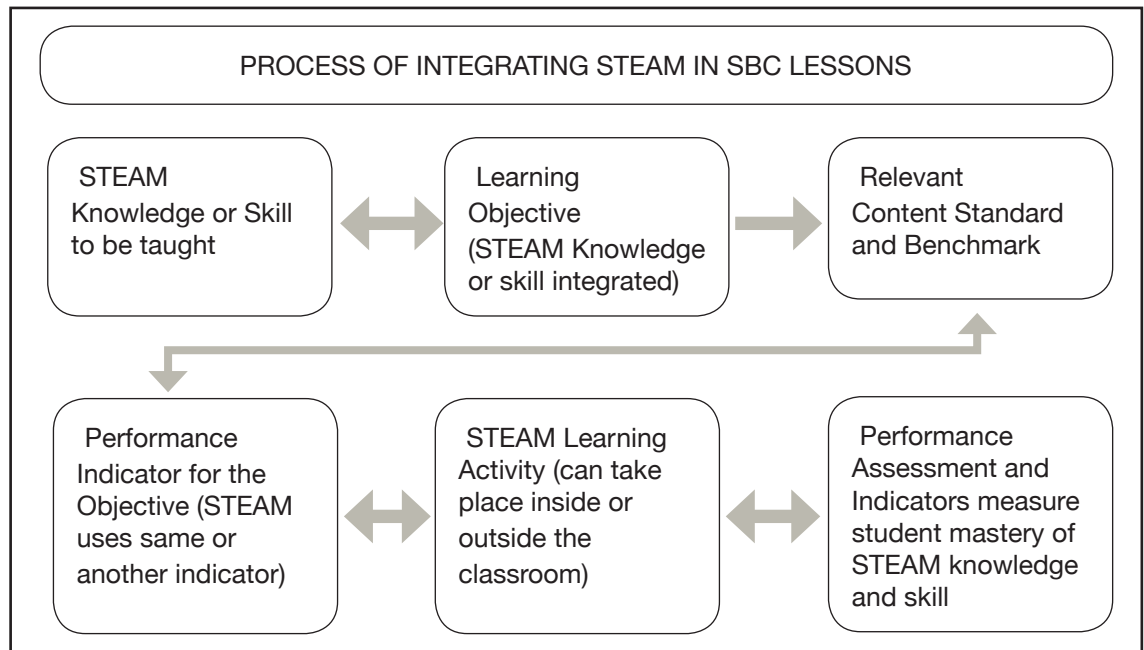 PROCESS OF INTEGRATING STEAM IN SBC LESSONS
STEAM
Knowledge or Skill
to be taught
Learning
Objective
(STEAM Knowledge
or skill integrated)
Relevant
Content Standard
and Benchmark
Performance
Indicator for the
Objective (STEAM
uses same or
another indicator)
STEAM Learning
Activity (can take
place inside or
outside the
classroom)
Performance
Assessment and
Indicators measure
student mastery of
STEAM knowledge
and skill